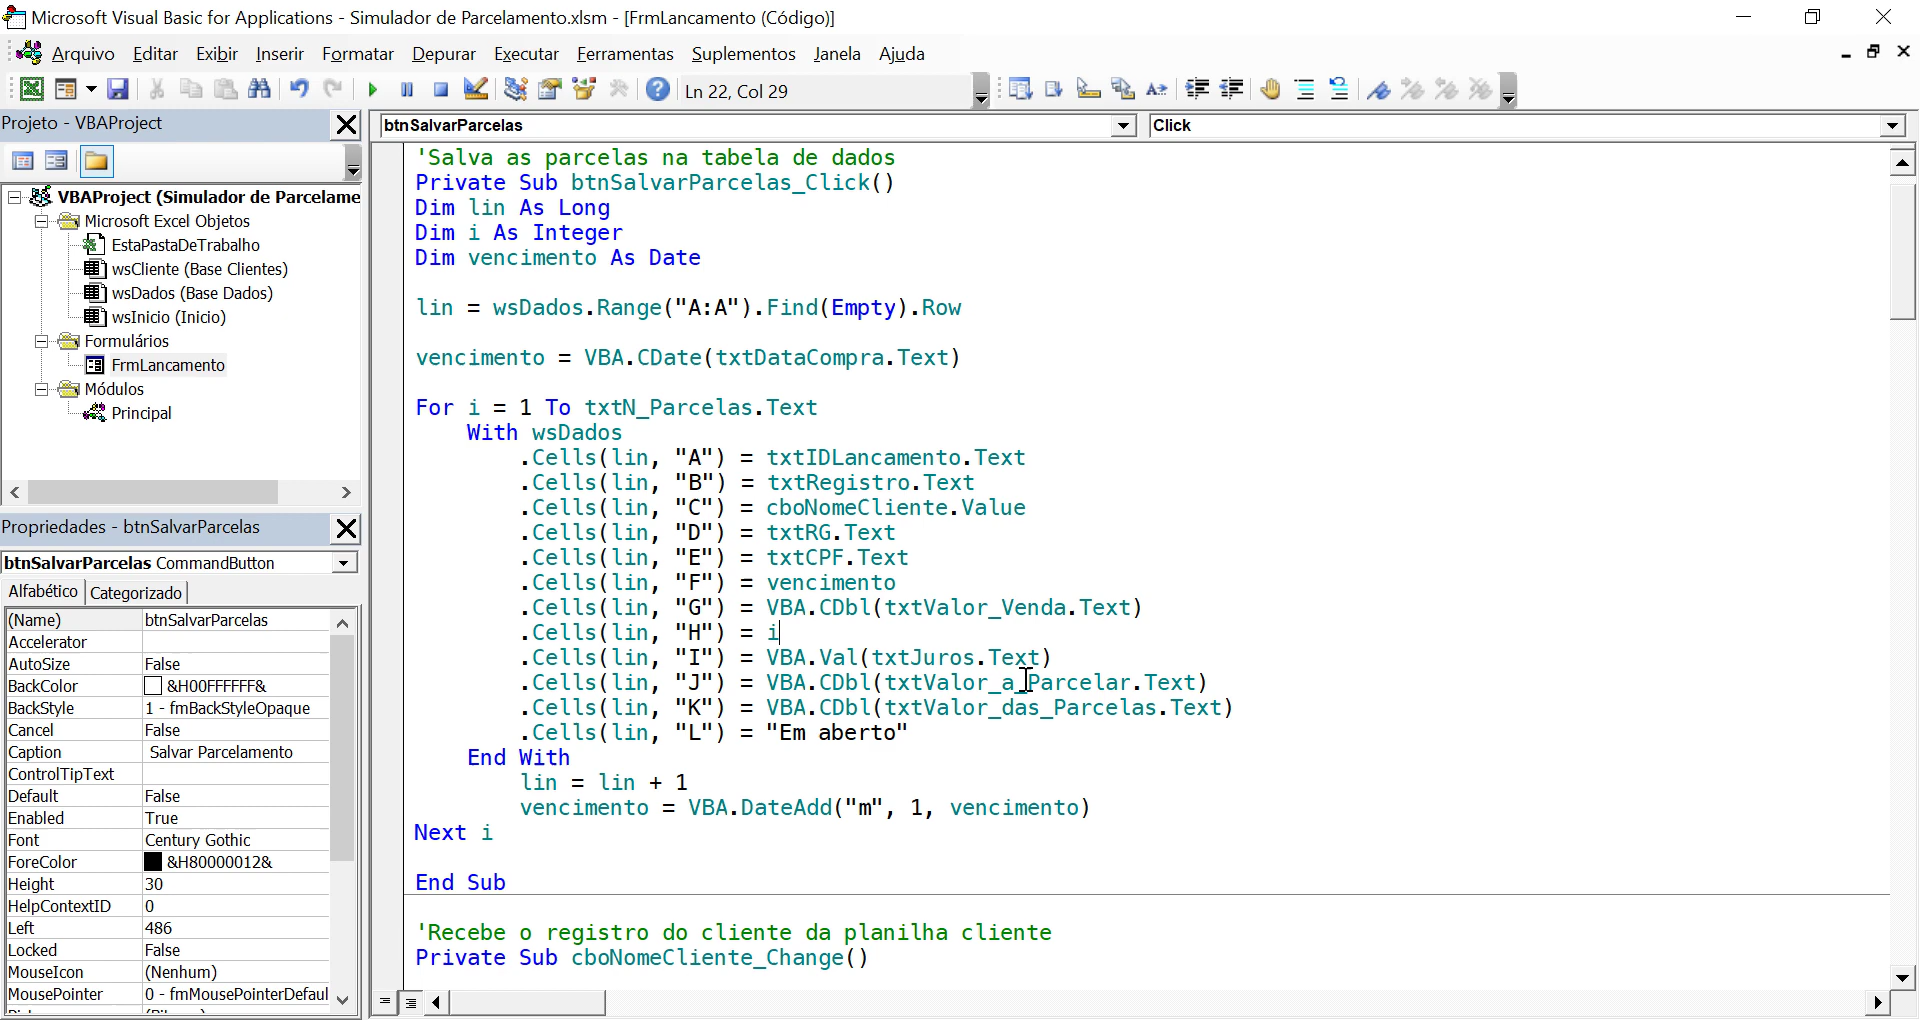 Microsoft Visual Basic for Applications - Simulador de Parcelamento.xlsm - [FrmLancamento (Código)]
Arquivo Editar Exibir Inserir Formatar Depurar Executar Ferramentas Suplementos Janela Ajuda
Ln 22, Col 29
Projeto - VBAProject
VBAProject (Simulador de Parcelame
Microsoft Excel Objetos
EstaPastaDeTrabalho
wsCliente (Base Clientes)
wsDados (Base Dados)
wsInicio (Inicio)
Formulários
FrmLancamento
Módulos
Principal
Propriedades - btnSalvarParcelas
btnSalvarParcelas CommandButton
Alfabético Categorizado
(Name) btnSalvarParcelas
Accelerator
AutoSize False
BackColor &H00FFFFFF&
BackStyle 1 - fmBackStyleOpaque
Cancel False
Caption Salvar Parcelamento
ControlTipText
Default False
Enabled True
Font Century Gothic
ForeColor &H80000012&
Height 30
HelpContextID 0
Left 486
Locked False
MouseIcon (Nenhum)
MousePointer 0 - fmMousePointerDefaul
btnSalvarParcelas Click
'Salva as parcelas na tabela de dados
Private Sub btnSalvarParcelas_Click()
Dim lin As Long
Dim i As Integer
Dim vencimento As Date
lin = wsDados.Range("A:A").Find(Empty).Row
vencimento = VBA.CDate(txtDataCompra.Text)
For i = 1 To txtN_Parcelas.Text
With wsDados
.Cells(lin, "A") = txtIDLancamento.Text
.Cells(lin, "B") = txtRegistro.Text
.Cells(lin, "C") = cboNomeCliente.Value
.Cells(lin, "D") = txtRG.Text
.Cells(lin, "E") = txtCPF.Text
.Cells(lin, "F") = vencimento
.Cells(lin, "G") = VBA.CDbl(txtValor_Venda.Text)
.Cells(lin, "H") = i
.Cells(lin, "I") = VBA.Val(txtJuros.Text)
.Cells(lin, "J") = VBA.CDbl(txtValor_a_Parcelar.Text)
.Cells(lin, "K") = VBA.CDbl(txtValor_das_Parcelas.Text)
.Cells(lin, "L") = "Em aberto"
End With
lin = lin + 1
vencimento = VBA.DateAdd("m", 1, vencimento)
Next i
End Sub
'Recebe o registro do cliente da planilha cliente
Private Sub cboNomeCliente_Change()